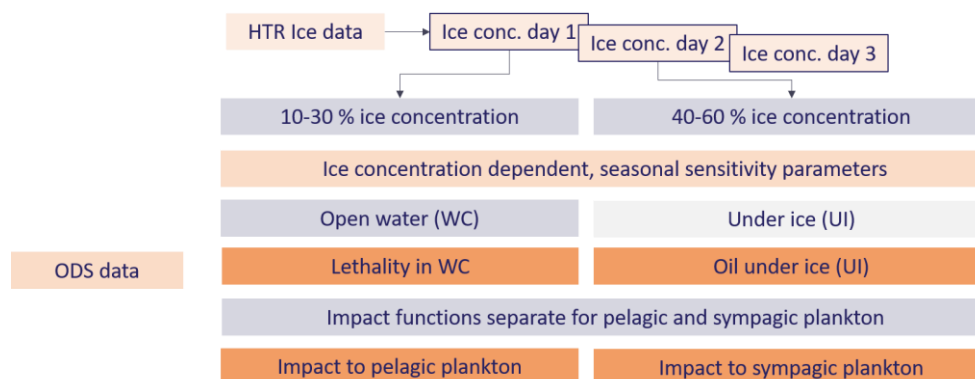 HTR Ice data
Ice conc. day 1
Ice conc. day 2
Ice conc. day 3
10-30 % ice concentration
40-60 % ice concentration
Ice concentration dependent, seasonal sensitivity parameters
Open water (WC)
Under ice (UI)
ODS data
Lethality in WC
Oil under ice (UI)
Impact functions separate for pelagic and sympagic plankton
Impact to pelagic plankton
Impact to sympagic plankton